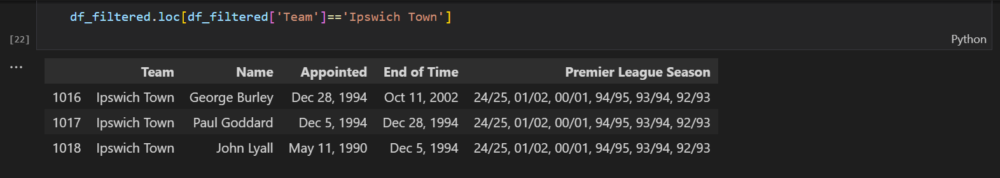 df_filtered.loc[df_filtered['Team']=='Ipswich Town']
[22]
Python
...
Team Name Appointed End of Time Premier League Season
1016 Ipswich Town George Burley Dec 28, 1994 Oct 11, 2002 24/25, 01/02, 00/01, 94/95, 93/94, 92/93
1017 Ipswich Town Paul Goddard Dec 5, 1994 Dec 28, 1994 24/25, 01/02, 00/01, 94/95, 93/94, 92/93
1018 Ipswich Town John Lyall May 11, 1990 Dec 5, 1994 24/25, 01/02, 00/01, 94/95, 93/94, 92/93